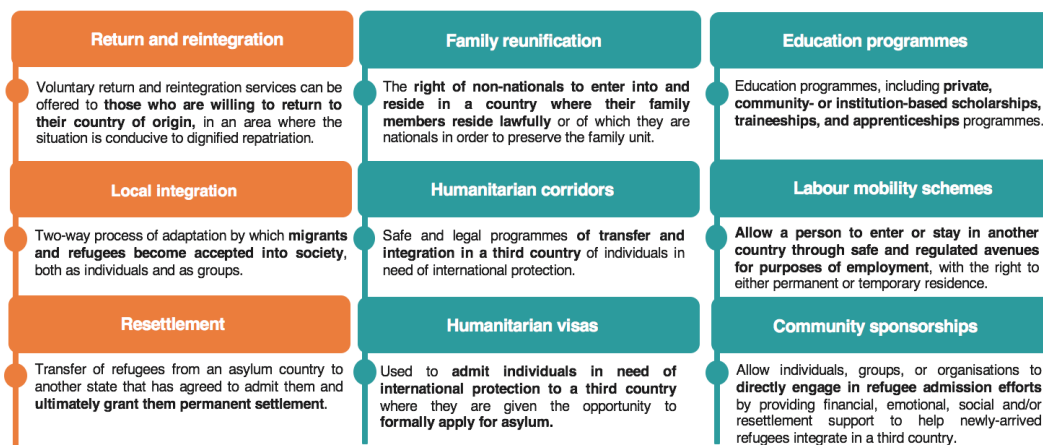 Return and reintegration
Voluntary return and reintegration services can be
offered to those who are willing to return to
their country of origin, in an area where the
situation is conducive to dignified repatriation.
Local integration
Two-way process of adaptation by which migrants
and refugees become accepted into society,
both as individuals and as groups.
Resettlement
Transfer of refugees from an asylum country to
another state that has agreed to admit them and
ultimately grant them permanent settlement.
Family reunification
The right of non-nationals to enter into and
reside in a country where their family
members reside lawfully or of which they are
nationals in order to preserve the family unit.
Humanitarian corridors
Safe and legal programmes of transfer and
integration in a third country of individuals in
need of international protection.
Humanitarian visas
Used to admit individuals in need of
international protection to a third country
where they are given the opportunity to
formally apply for asylum.
Education programmes
Education programmes, including private,
community- or institution-based scholarships,
traineeships, and apprenticeships programmes.
Labour mobility schemes
Allow a person to enter or stay in another
country through safe and regulated avenues
for purposes of employment, with the right to
either permanent or temporary residence.
Community sponsorships
Allow individuals, groups, or organisations to
directly engage in refugee admission efforts
by providing financial, emotional, social and/or
resettlement support to help newly-arrived
refugees integrate in a third country.